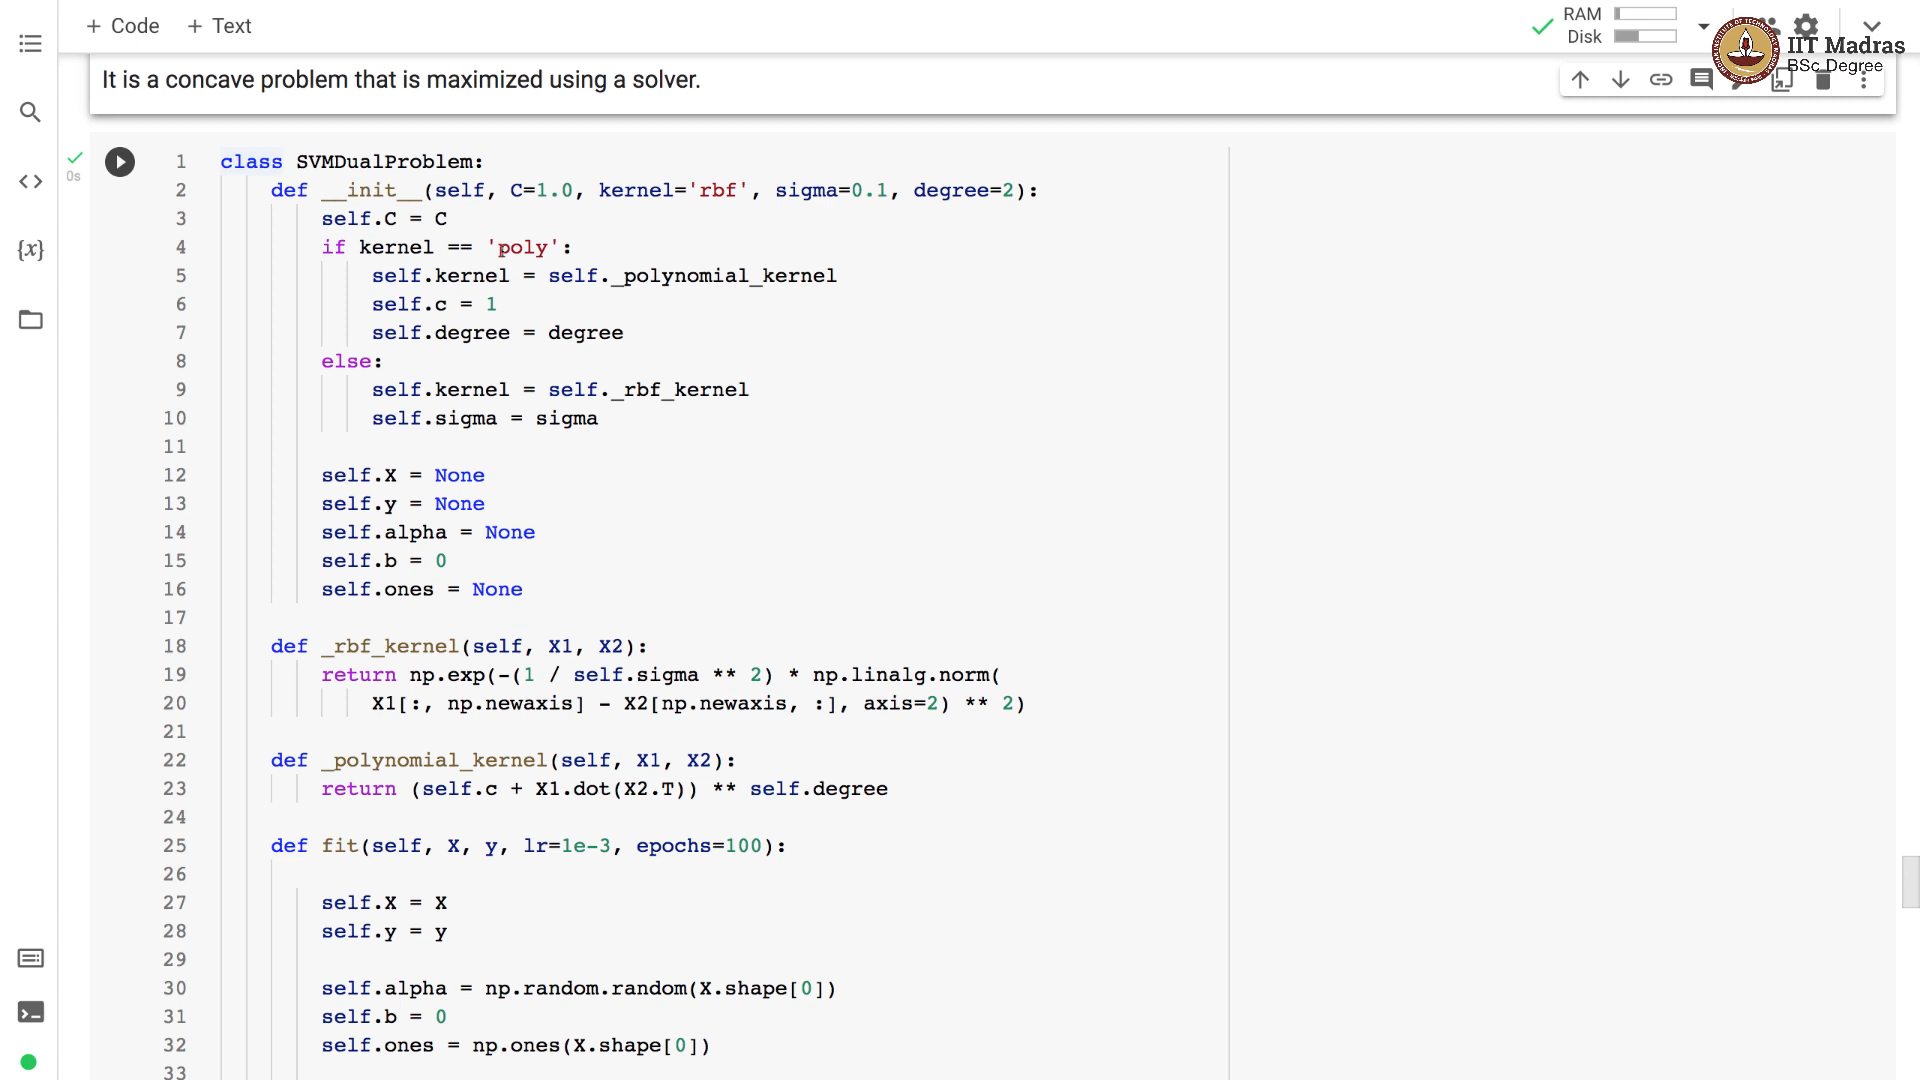 + Code + Text
RAM
Disk
IIT Madras
BSc Degree
It is a concave problem that is maximized using a solver.
0s
1 class SVMDualProblem:
2 def __init__(self, C=1.0, kernel='rbf', sigma=0.1, degree=2):
3 self.C = C
4 if kernel == 'poly':
5 self.kernel = self._polynomial_kernel
6 self.c = 1
7 self.degree = degree
8 else:
9 self.kernel = self._rbf_kernel
10 self.sigma = sigma
11
12 self.X = None
13 self.y = None
14 self.alpha = None
15 self.b = 0
16 self.ones = None
17
18 def _rbf_kernel(self, X1, X2):
19 return np.exp(-(1 / self.sigma ** 2) * np.linalg.norm(
20 X1[:, np.newaxis] - X2[np.newaxis, :], axis=2) ** 2)
21
22 def _polynomial_kernel(self, X1, X2):
23 return (self.c + X1.dot(X2.T)) ** self.degree
24
25 def fit(self, X, y, lr=1e-3, epochs=100):
26
27 self.X = X
28 self.y = y
29
30 self.alpha = np.random.random(X.shape[0])
31 self.b = 0
32 self.ones = np.ones(X.shape[0])
33